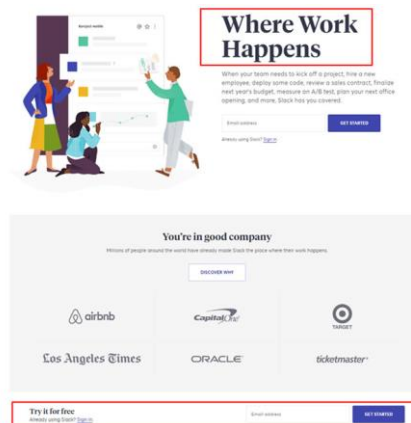 Where Work
Happens
When your team needs to kick off a project, hire a new
employee, deploy some code, review a sales contract, finalize
next year's budget, measure an A/B test, plan your next office
opening, and more, Slack has you covered.
Email address
GET STARTED
Already using Slack? Sign in.
You're in good company
Millions of people around the world have already made Slack the place where their work happens.
DISCOVER WHY
airbnb
Capital One
TARGET
Los Angeles Times
ORACLE
ticketmaster
Try it for free
Already using Slack? Sign in.
Email address
GET STARTED